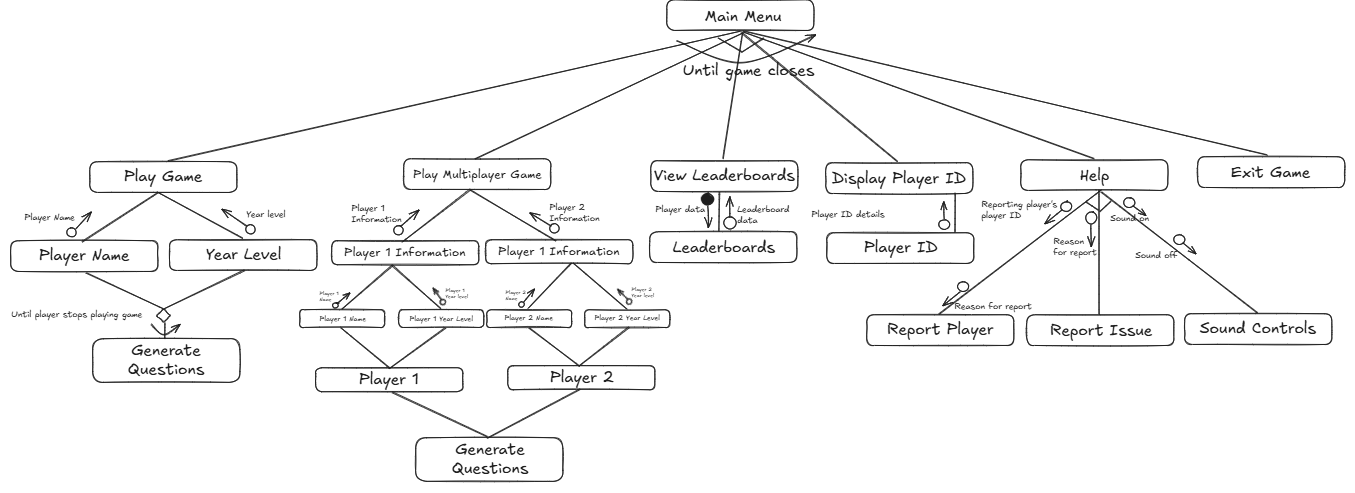 Main Menu
Until game closes
Play Game
Play Multiplayer Game
View Leaderboards
Display Player ID
Help
Exit Game
Player Name
Year level
Player 1
Information
Player 2
Information
Player data
Leaderboard
data
Player ID details
Reporting player's
player ID
Reason
for report
Sound on
Sound off
Player Name
Year Level
Player 1 Information
Player 2 Information
Leaderboards
Player ID
Player 1
Name
Player 1
Year level
Player 2
Name
Player 2
Year level
Reason for report
Until player stops playing game
Player 1 Name
Player 1 Year Level
Player 2 Name
Player 2 Year Level
Report Player
Report Issue
Sound Controls
Generate
Questions
Player 1
Player 2
Generate
Questions